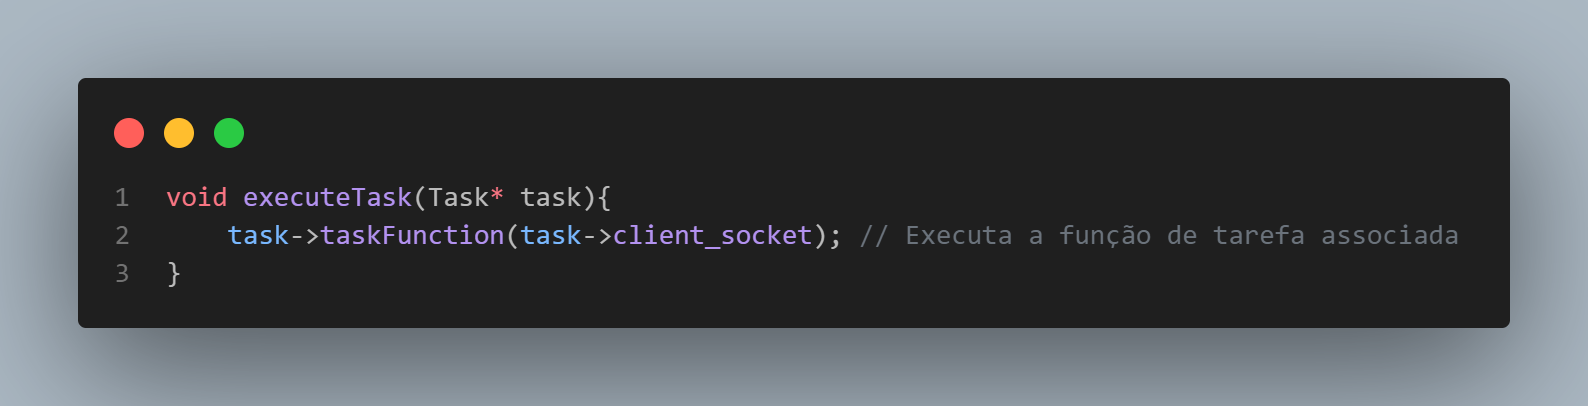 1 void executeTask(Task* task){
2     task->taskFunction(task->client_socket); // Executa a função de tarefa associada
3 }